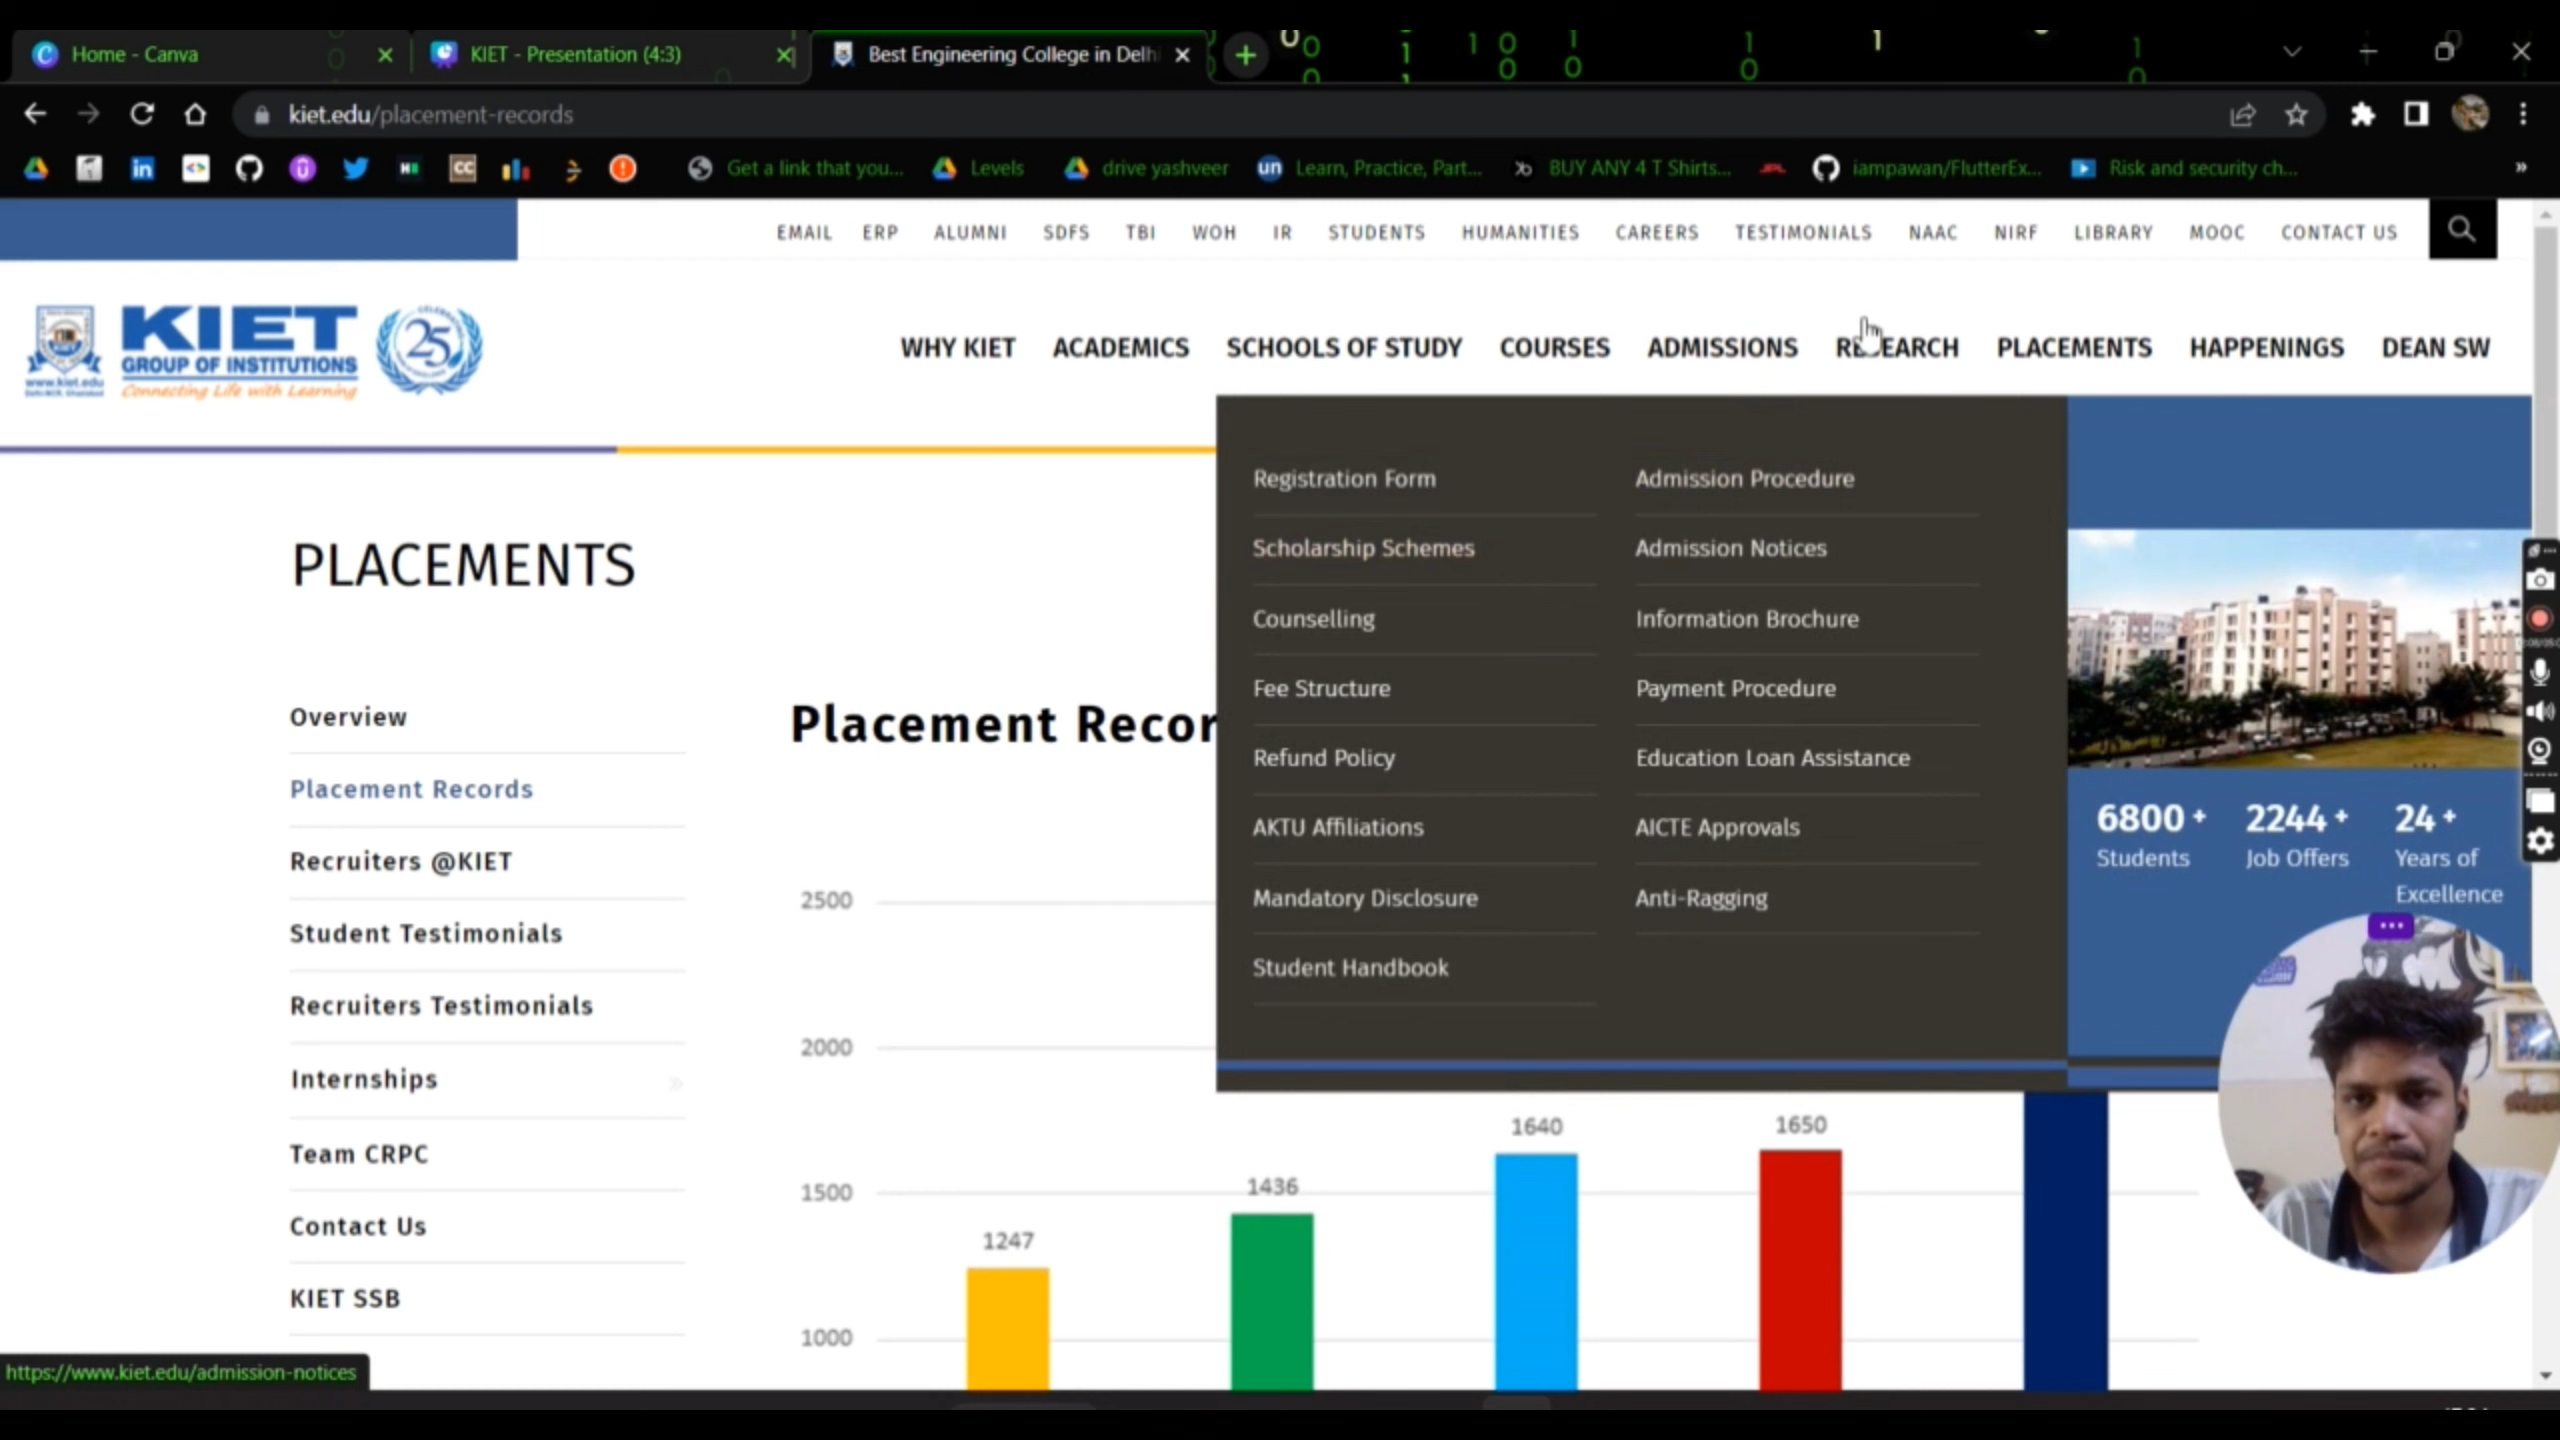 Home - Canva
KIET - Presentation (4:3)
Best Engineering College in Delh
kiet.edu/placement-records
Get a link that you...
Levels
drive yashveer
Learn, Practice, Part...
BUY ANY 4 T Shirts...
iampawan/FlutterEx...
Risk and security ch...
EMAIL ERP ALUMNI SDFS TBI WOH IR STUDENTS HUMANITIES CAREERS TESTIMONIALS NAAC NIRF LIBRARY MOOC CONTACT US
KIET
GROUP OF INSTITUTIONS
Connecting Life with Learning
www.kiet.edu
25
WHY KIET ACADEMICS SCHOOLS OF STUDY COURSES ADMISSIONS RESEARCH PLACEMENTS HAPPENINGS DEAN SW
Registration Form
Scholarship Schemes
Counselling
Fee Structure
Refund Policy
AKTU Affiliations
Mandatory Disclosure
Student Handbook
Admission Procedure
Admission Notices
Information Brochure
Payment Procedure
Education Loan Assistance
AICTE Approvals
Anti-Ragging
6800 +
Students
2244 +
Job Offers
24 +
Years of
Excellence
PLACEMENTS
Overview
Placement Records
Recruiters @KIET
Student Testimonials
Recruiters Testimonials
Internships
Team CRPC
Contact Us
KIET SSB
Placement Recor
2500
2000
1500
1000
1247
1436
1640
1650
https://www.kiet.edu/admission-notices